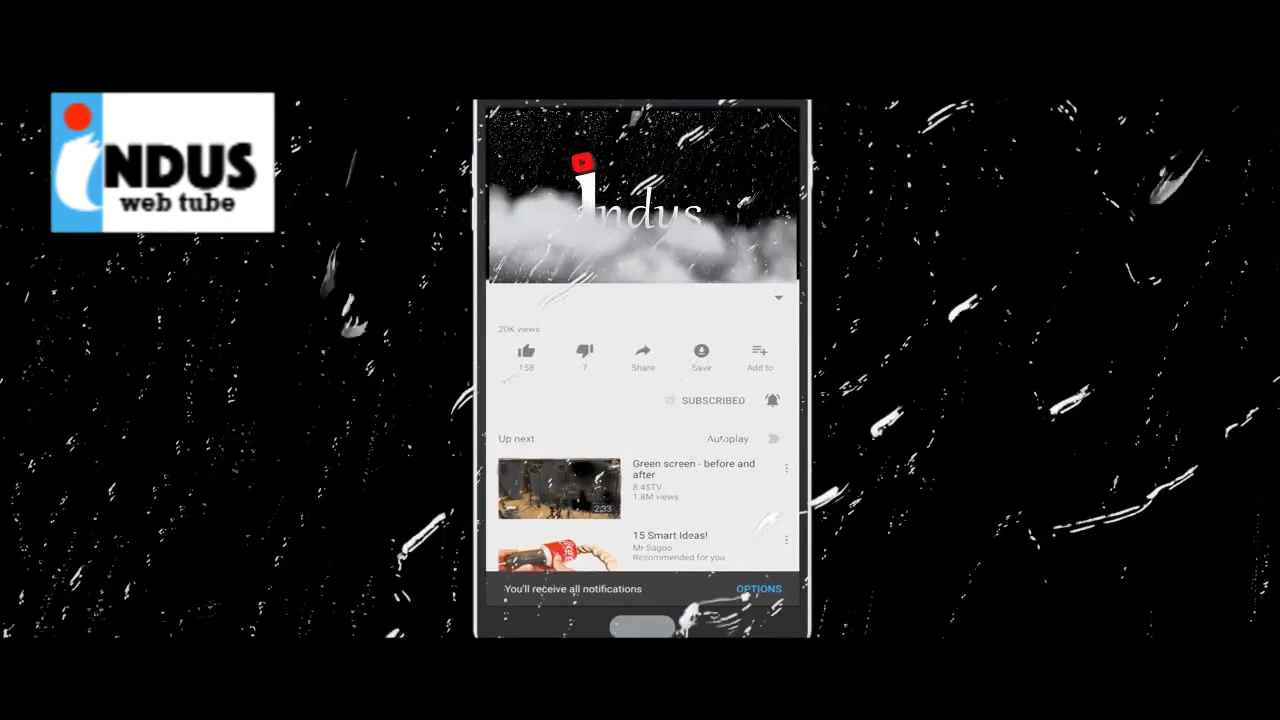 iNDUS
web tube
indus
20K views
158
7
Share
Save
Add to
SUBSCRIBED
Up next
Autoplay
Green screen - before and
after
8:45TV
1.8M views
2:33
15 Smart Ideas!
Mr Sagoo
Recommended for you
You'll receive all notifications
OPTIONS